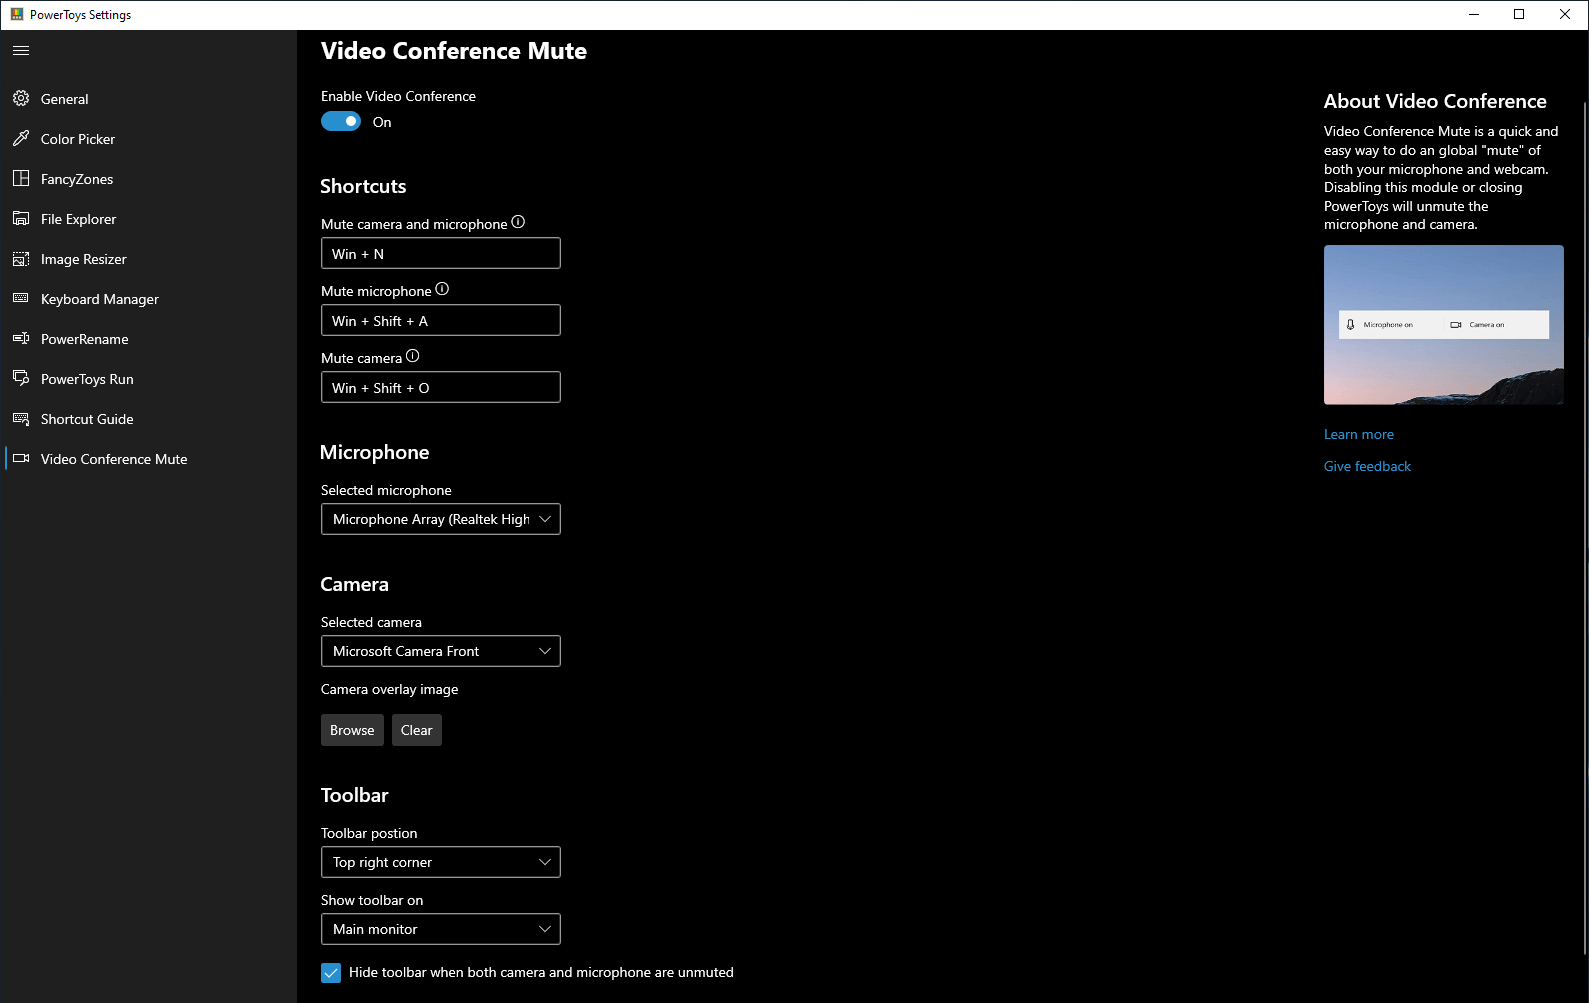 PowerToys Settings
General
Color Picker
FancyZones
File Explorer
Image Resizer
Keyboard Manager
PowerRename
PowerToys Run
Shortcut Guide
Video Conference Mute
Video Conference Mute
Enable Video Conference
On
Shortcuts
Mute camera and microphone
Win + N
Mute microphone
Win + Shift + A
Mute camera
Win + Shift + O
Microphone
Selected microphone
Microphone Array (Realtek High
Camera
Selected camera
Microsoft Camera Front
Camera overlay image
Browse Clear
Toolbar
Toolbar postion
Top right corner
Show toolbar on
Main monitor
Hide toolbar when both camera and microphone are unmuted
About Video Conference
Video Conference Mute is a quick and
easy way to do an global "mute" of
both your microphone and webcam.
Disabling this module or closing
PowerToys will unmute the
microphone and camera.
Microphone on Camera on
Learn more
Give feedback